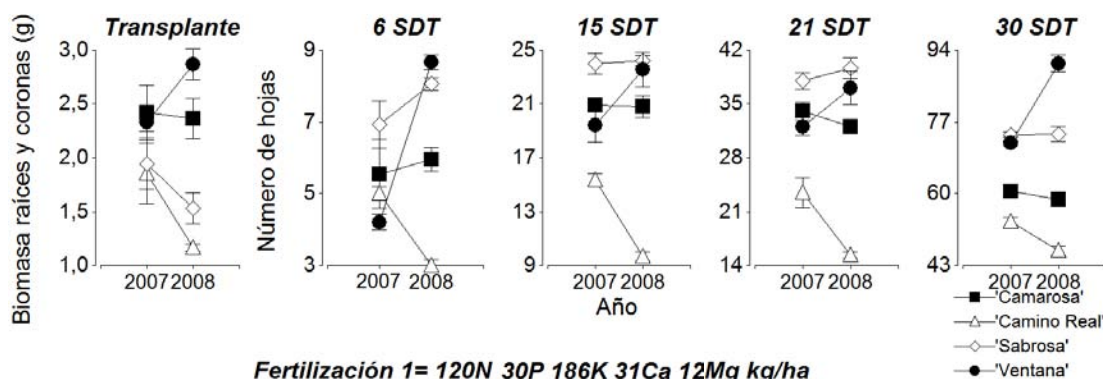 Transplante 6 SDT 15 SDT 21 SDT 30 SDT
Biomasa raíces y coronas (g)
3,0
2,5
2,0
1,5
1,0
Número de hojas
9
7
5
3
25
21
17
13
9
42
35
28
21
14
94
77
60
43
2007 2008 2007 2008 2007 2008 2007 2008 2007 2008
Año
'Camarosa'
'Camino Real'
'Sabrosa'
'Ventana'
Fertilización 1= 120N 30P 186K 31Ca 12Mg kg/ha